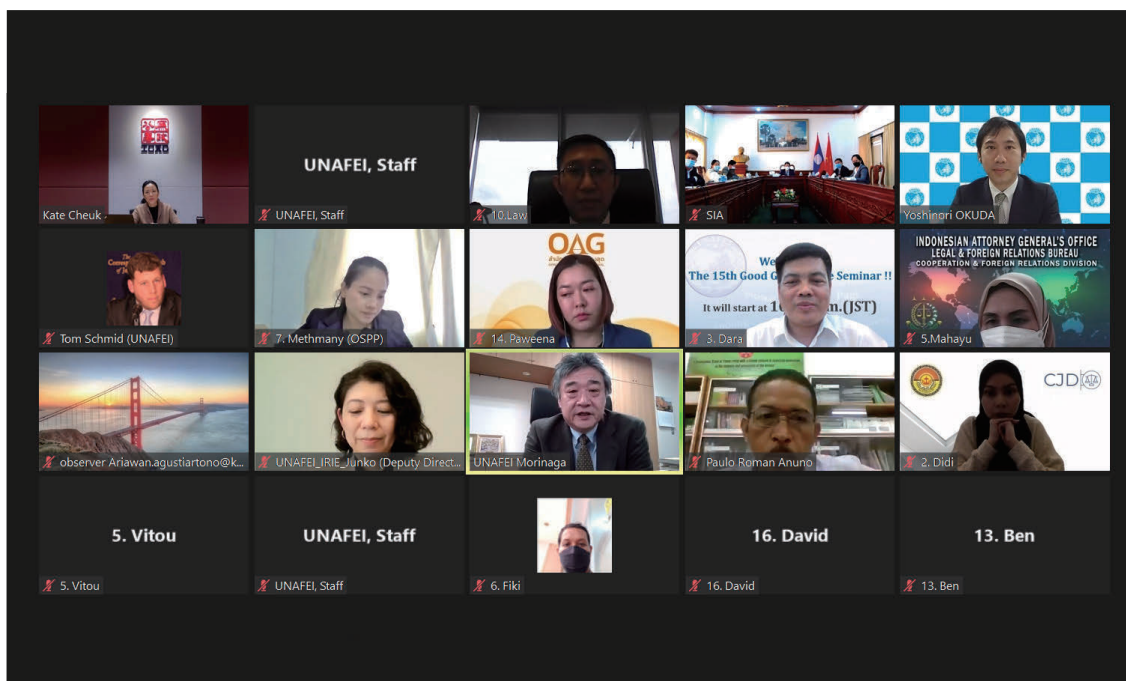 Kate Cheuk
UNAFEI, Staff
UNAFEI, Staff
10.Law
SIA
Yoshinori OKUDA
Tom Schmid (UNAFEI)
7. Methmany (OSPP)
OAG
14. Paweena
The 15th Good G
e Seminar !!
It will start at 1
m.(JST)
3. Dara
INDONESIAN ATTORNEY GENERAL'S OFFICE
LEGAL & FOREIGN RELATIONS BUREAU
COOPERATION & FOREIGN RELATIONS DIVISION
5.Mahayu
observer Ariawan.agustiartono@k...
UNAFEI_IRIE_Junko (Deputy Direct...
UNAFEI Morinaga
Paulo Roman Anuno
CJD
2. Didi
5. Vitou
5. Vitou
UNAFEI, Staff
UNAFEI, Staff
6. Fiki
16. David
16. David
13. Ben
13. Ben